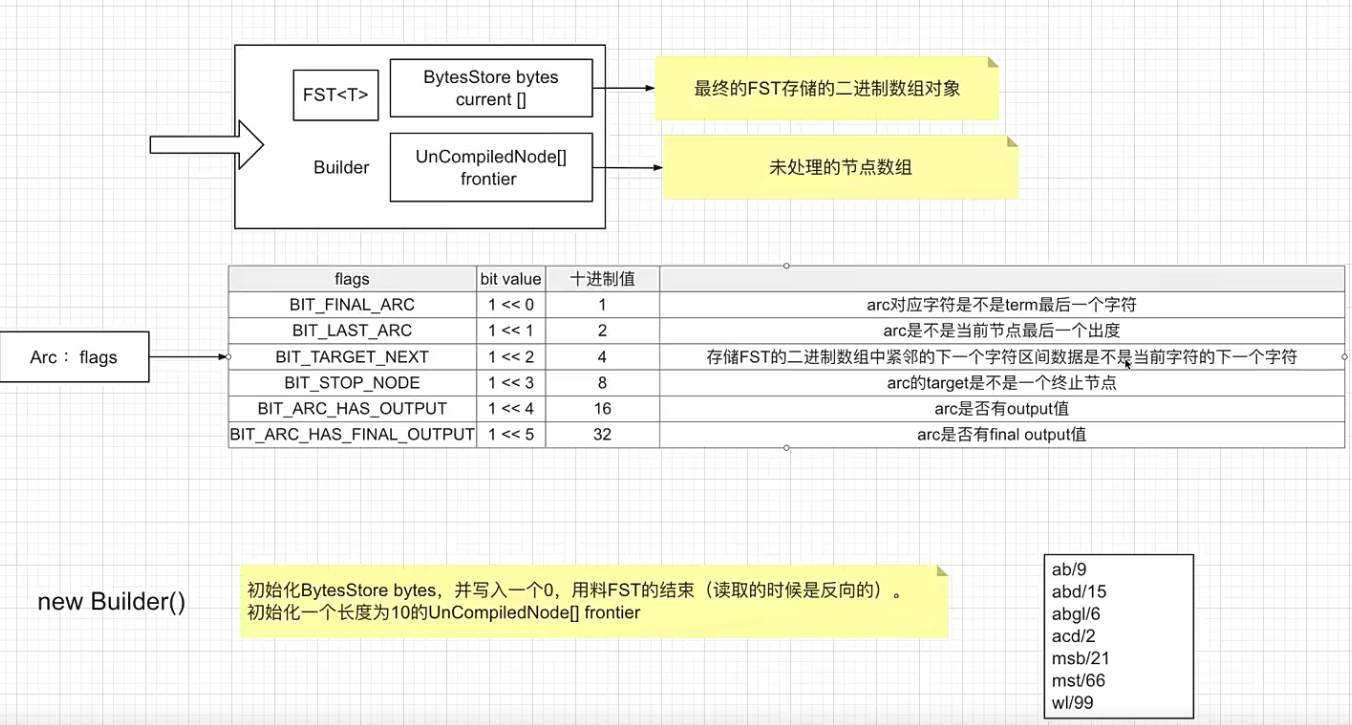 FST<T>
BytesStore bytes
current []
最终的FST存储的二进制数组对象
Builder
UnCompiledNode[]
frontier
未处理的节点数组
Arc： flags
flags bit value 十进制值
BIT_FINAL_ARC 1 << 0 1 arc对应字符是不是term最后一个字符
BIT_LAST_ARC 1 << 1 2 arc是不是当前节点最后一个出度
BIT_TARGET_NEXT 1 << 2 4 存储FST的二进制数组中紧邻的下一个字符区间数据是不是当前字符的下一个字符
BIT_STOP_NODE 1 << 3 8 arc的target是不是一个终止节点
BIT_ARC_HAS_OUTPUT 1 << 4 16 arc是否有output值
BIT_ARC_HAS_FINAL_OUTPUT 1 << 5 32 arc是否有final output值
new Builder()
初始化BytesStore bytes，并写入一个0，用料FST的结束（读取的时候是反向的）。
初始化一个长度为10的UnCompiledNode[] frontier
ab/9
abd/15
abgl/6
acd/2
msb/21
mst/66
wl/99